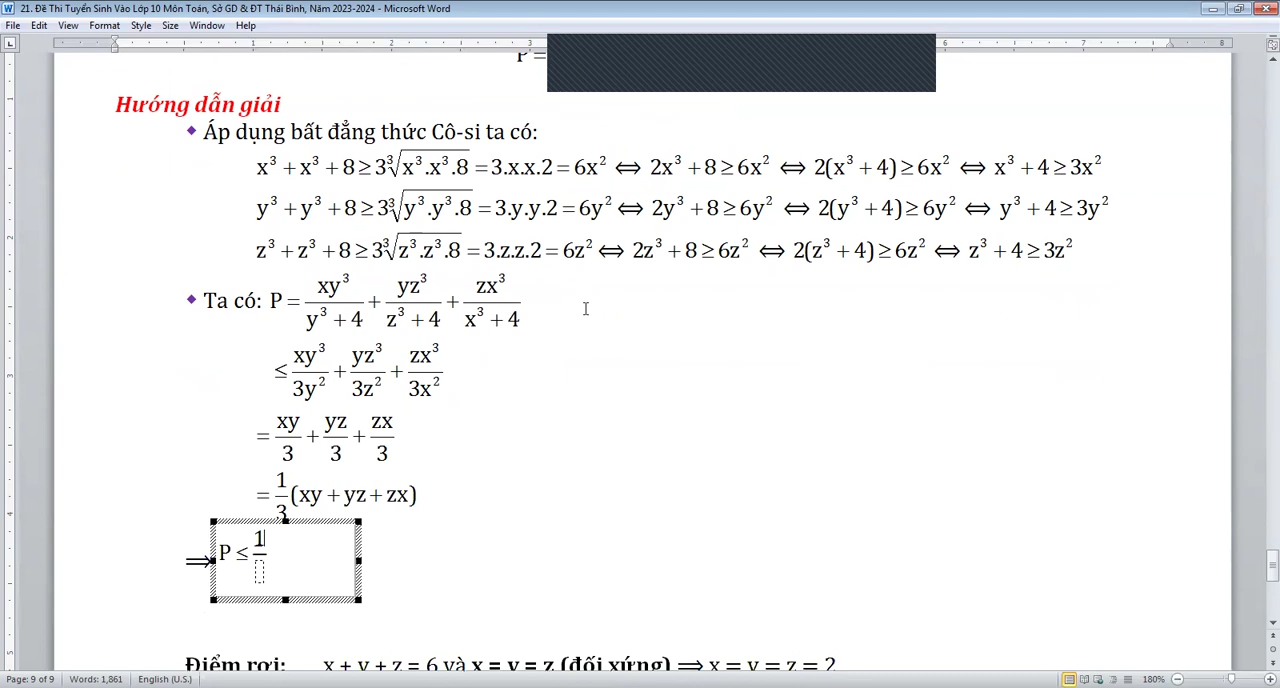 21. Đề Thi Tuyển Sinh Vào Lớp 10 Môn Toán, Sở GD & ĐT Thái Bình, Năm 2023-2024 - Microsoft Word
File Edit View Format Style Size Window Help
1 2 3 6 7 8
P =
Hướng dẫn giải
◆ Áp dụng bất đẳng thức Cô-si ta có:
x³ + x³ + 8 ≥ 3∛(x³.x³.8) = 3.x.x.2 = 6x² ⇔ 2x³ + 8 ≥ 6x² ⇔ 2(x³ + 4) ≥ 6x² ⇔ x³ + 4 ≥ 3x²
y³ + y³ + 8 ≥ 3∛(y³.y³.8) = 3.y.y.2 = 6y² ⇔ 2y³ + 8 ≥ 6y² ⇔ 2(y³ + 4) ≥ 6y² ⇔ y³ + 4 ≥ 3y²
z³ + z³ + 8 ≥ 3∛(z³.z³.8) = 3.z.z.2 = 6z² ⇔ 2z³ + 8 ≥ 6z² ⇔ 2(z³ + 4) ≥ 6z² ⇔ z³ + 4 ≥ 3z²
◆ Ta có: P = xy³/(y³ + 4) + yz³/(z³ + 4) + zx³/(x³ + 4)
≤ xy³/3y² + yz³/3z² + zx³/3x²
= xy/3 + yz/3 + zx/3
= 1/3(xy + yz + zx)
⇒ P ≤ 1/
Điểm rơi: x + y + z = 6 và x = y = z (đối xứng) ⇒ x = y = z = 2
Page: 9 of 9 Words: 1,861 English (U.S.) 180%